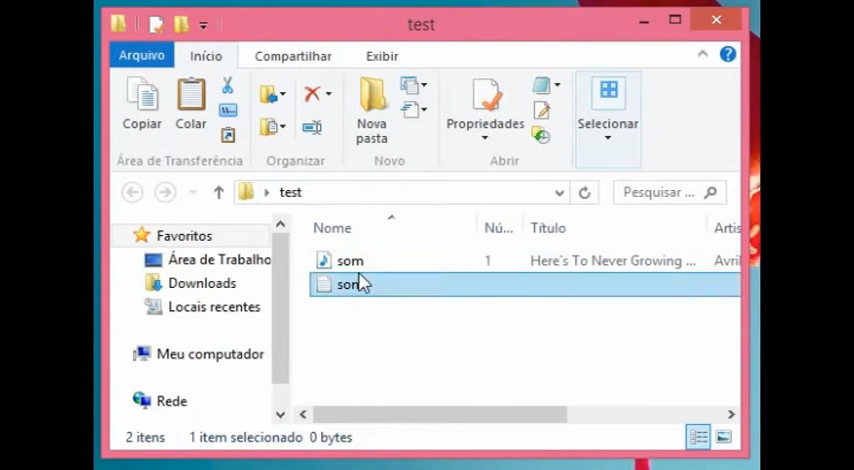 test
Arquivo
Início
Compartilhar
Exibir
Copiar
Colar
Nova
pasta
Propriedades
Selecionar
Área de Transferência
Organizar
Novo
Abrir
test
Pesquisar ...
Nome
Nú...
Título
Artis
Favoritos
Área de Trabalho
Downloads
Locais recentes
Meu computador
Rede
som
1
Here`s To Never Growing ...
Avril
som
2 itens
1 item selecionado 0 bytes